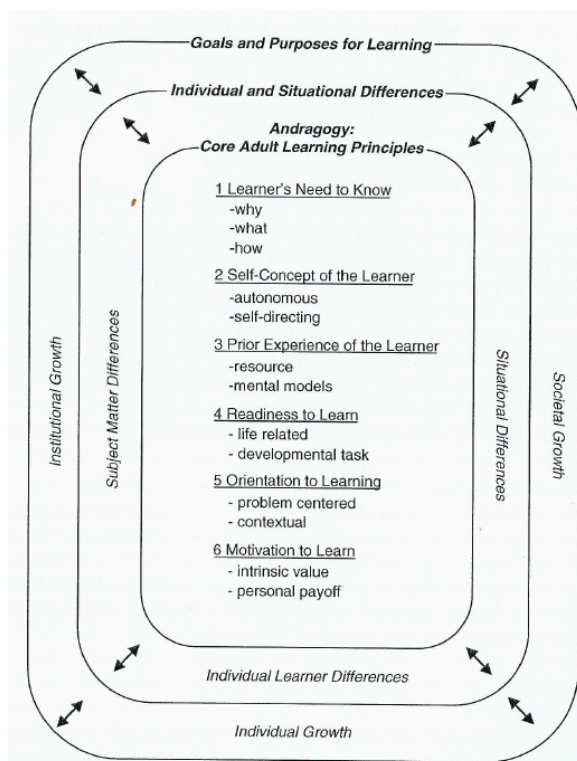 Goals and Purposes for Learning
Individual and Situational Differences
Andragogy:
Core Adult Learning Principles
1 Learner's Need to Know
-why
-what
-how
2 Self-Concept of the Learner
-autonomous
-self-directing
3 Prior Experience of the Learner
-resource
-mental models
4 Readiness to Learn
- life related
- developmental task
5 Orientation to Learning
- problem centered
- contextual
6 Motivation to Learn
- intrinsic value
- personal payoff
Institutional Growth
Subject Matter Differences
Situational Differences
Societal Growth
Individual Learner Differences
Individual Growth